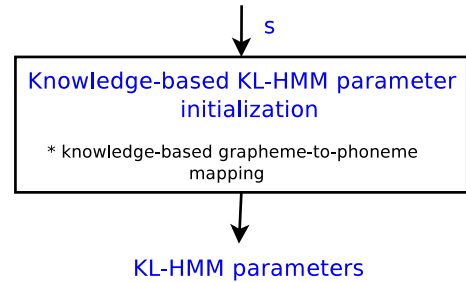 s
Knowledge-based KL-HMM parameter
initialization
* knowledge-based grapheme-to-phoneme
mapping
KL-HMM parameters